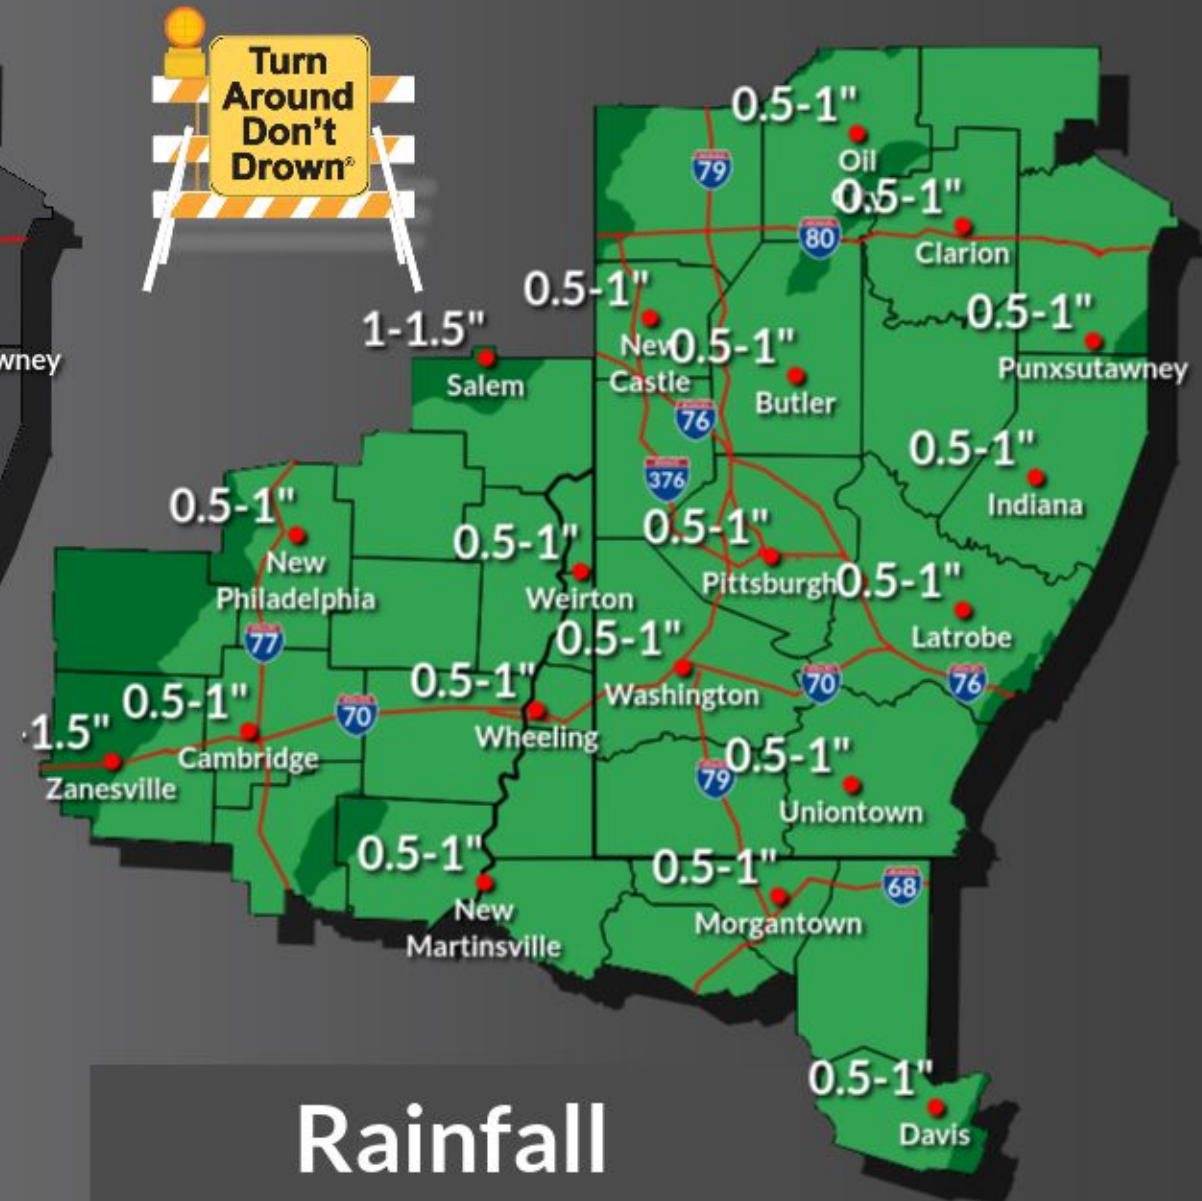 Turn
Around
Don't
Drown®
0.5-1"
Oil
79
0.5-1"
80
Clarion
0.5-1"
New
Castle
0.5-1"
Butler
0.5-1"
Punxsutawney
1-1.5"
Salem
wney
76
376
0.5-1"
Indiana
0.5-1"
New
Philadelphia
0.5-1"
Weirton
0.5-1"
Pittsburgh
0.5-1"
Latrobe
77
0.5-1"
Washington
70
76
0.5-1"
Wheeling
70
0.5-1"
Cambridge
-1.5"
Zanesville
79
0.5-1"
Uniontown
0.5-1"
New
Martinsville
0.5-1"
Morgantown
68
0.5-1"
Davis
Rainfall